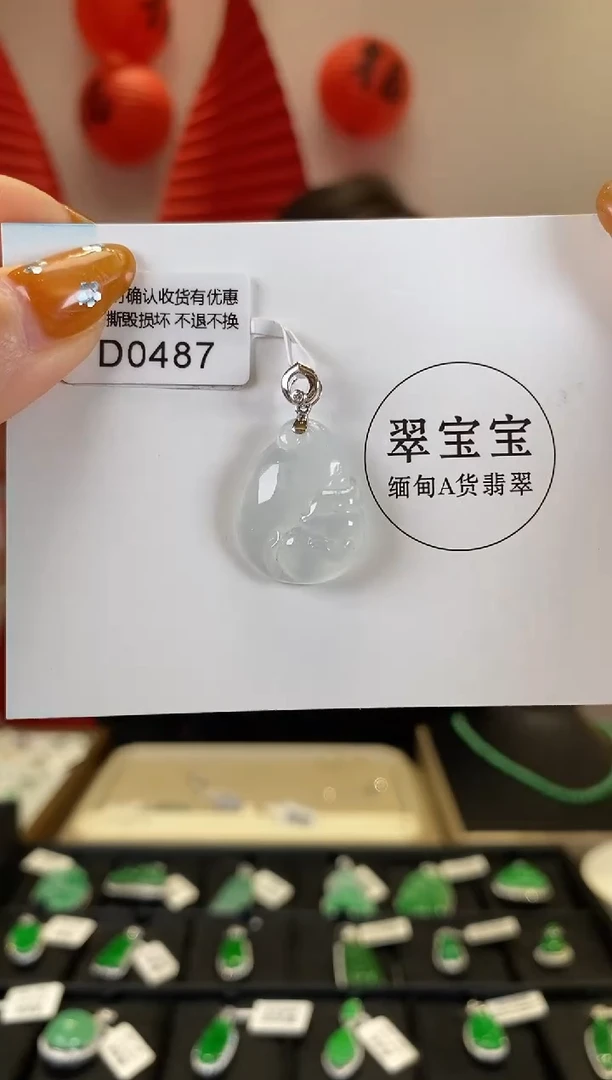 确认收货有优惠
撕毁损坏 不退不换
D0487
翠宝宝
缅甸A货翡翠